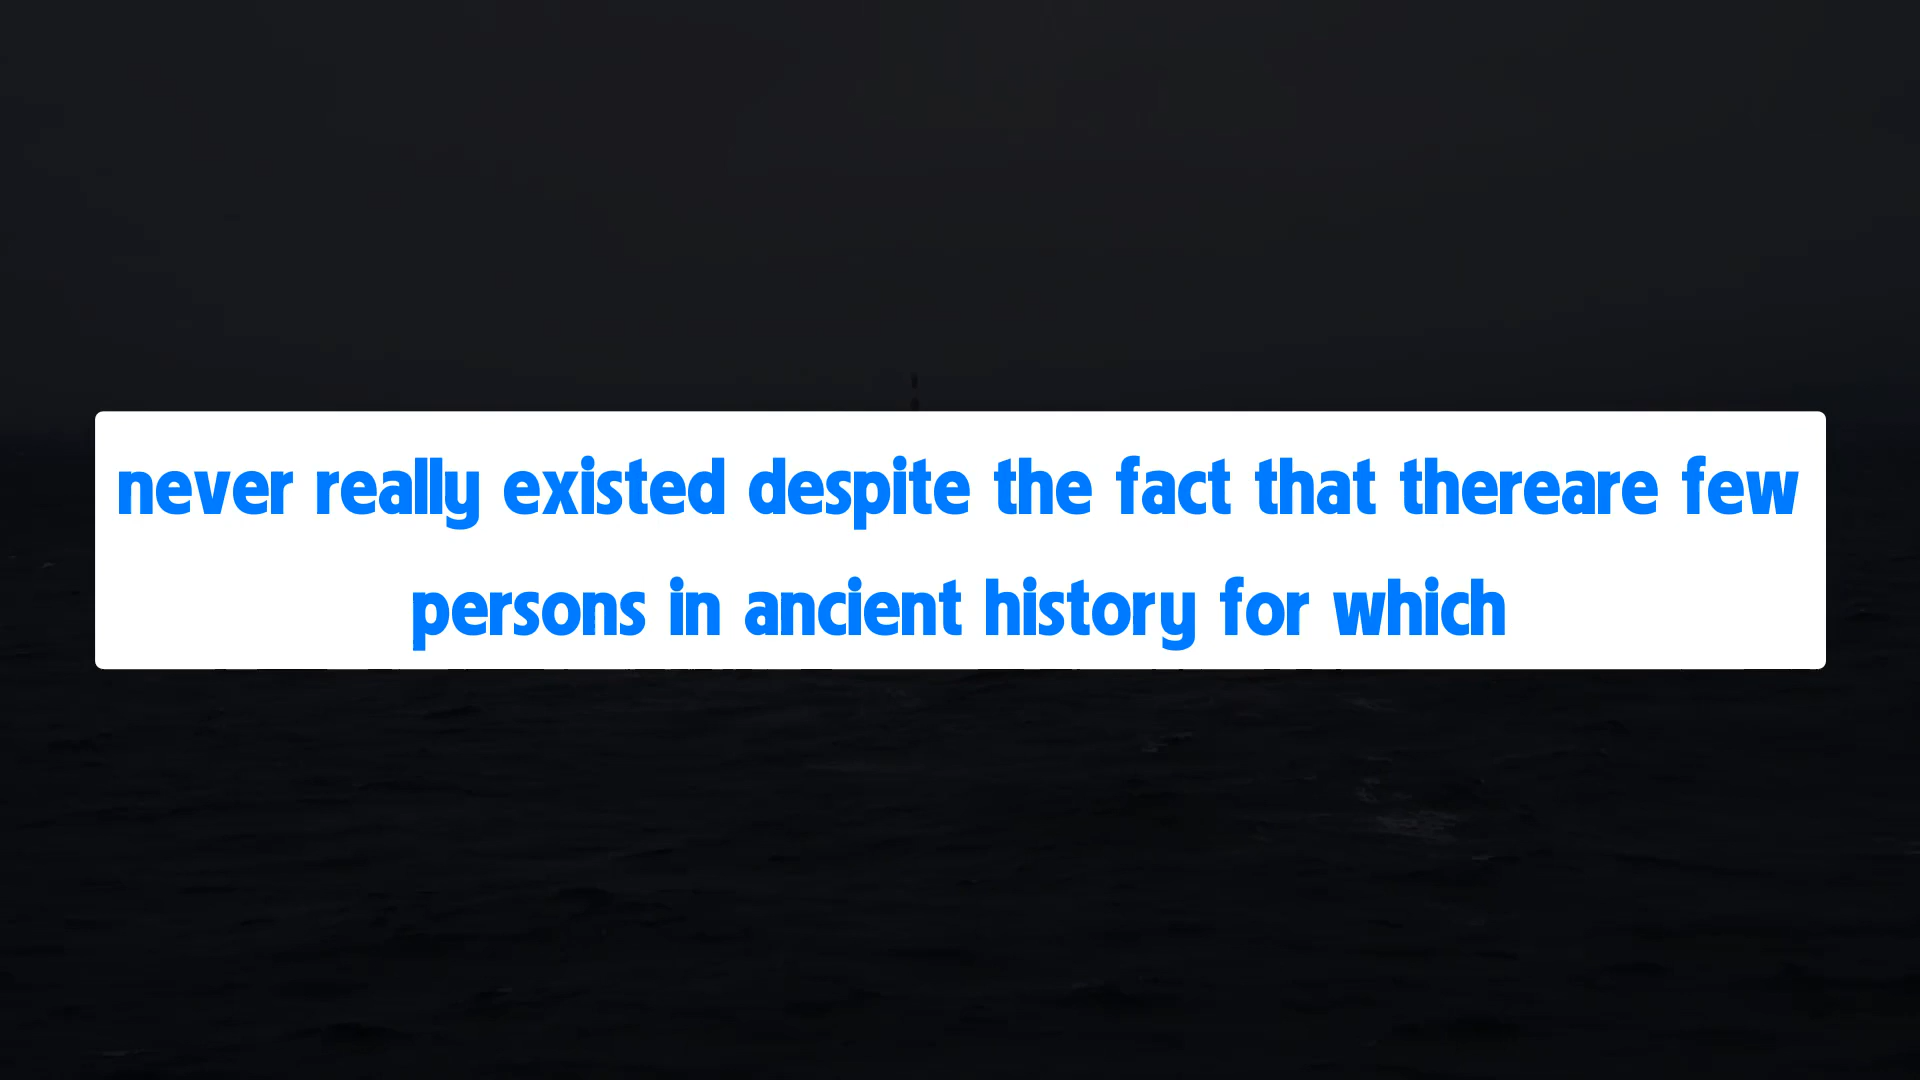 never really existed despite the fact that thereare few
persons in ancient history for which